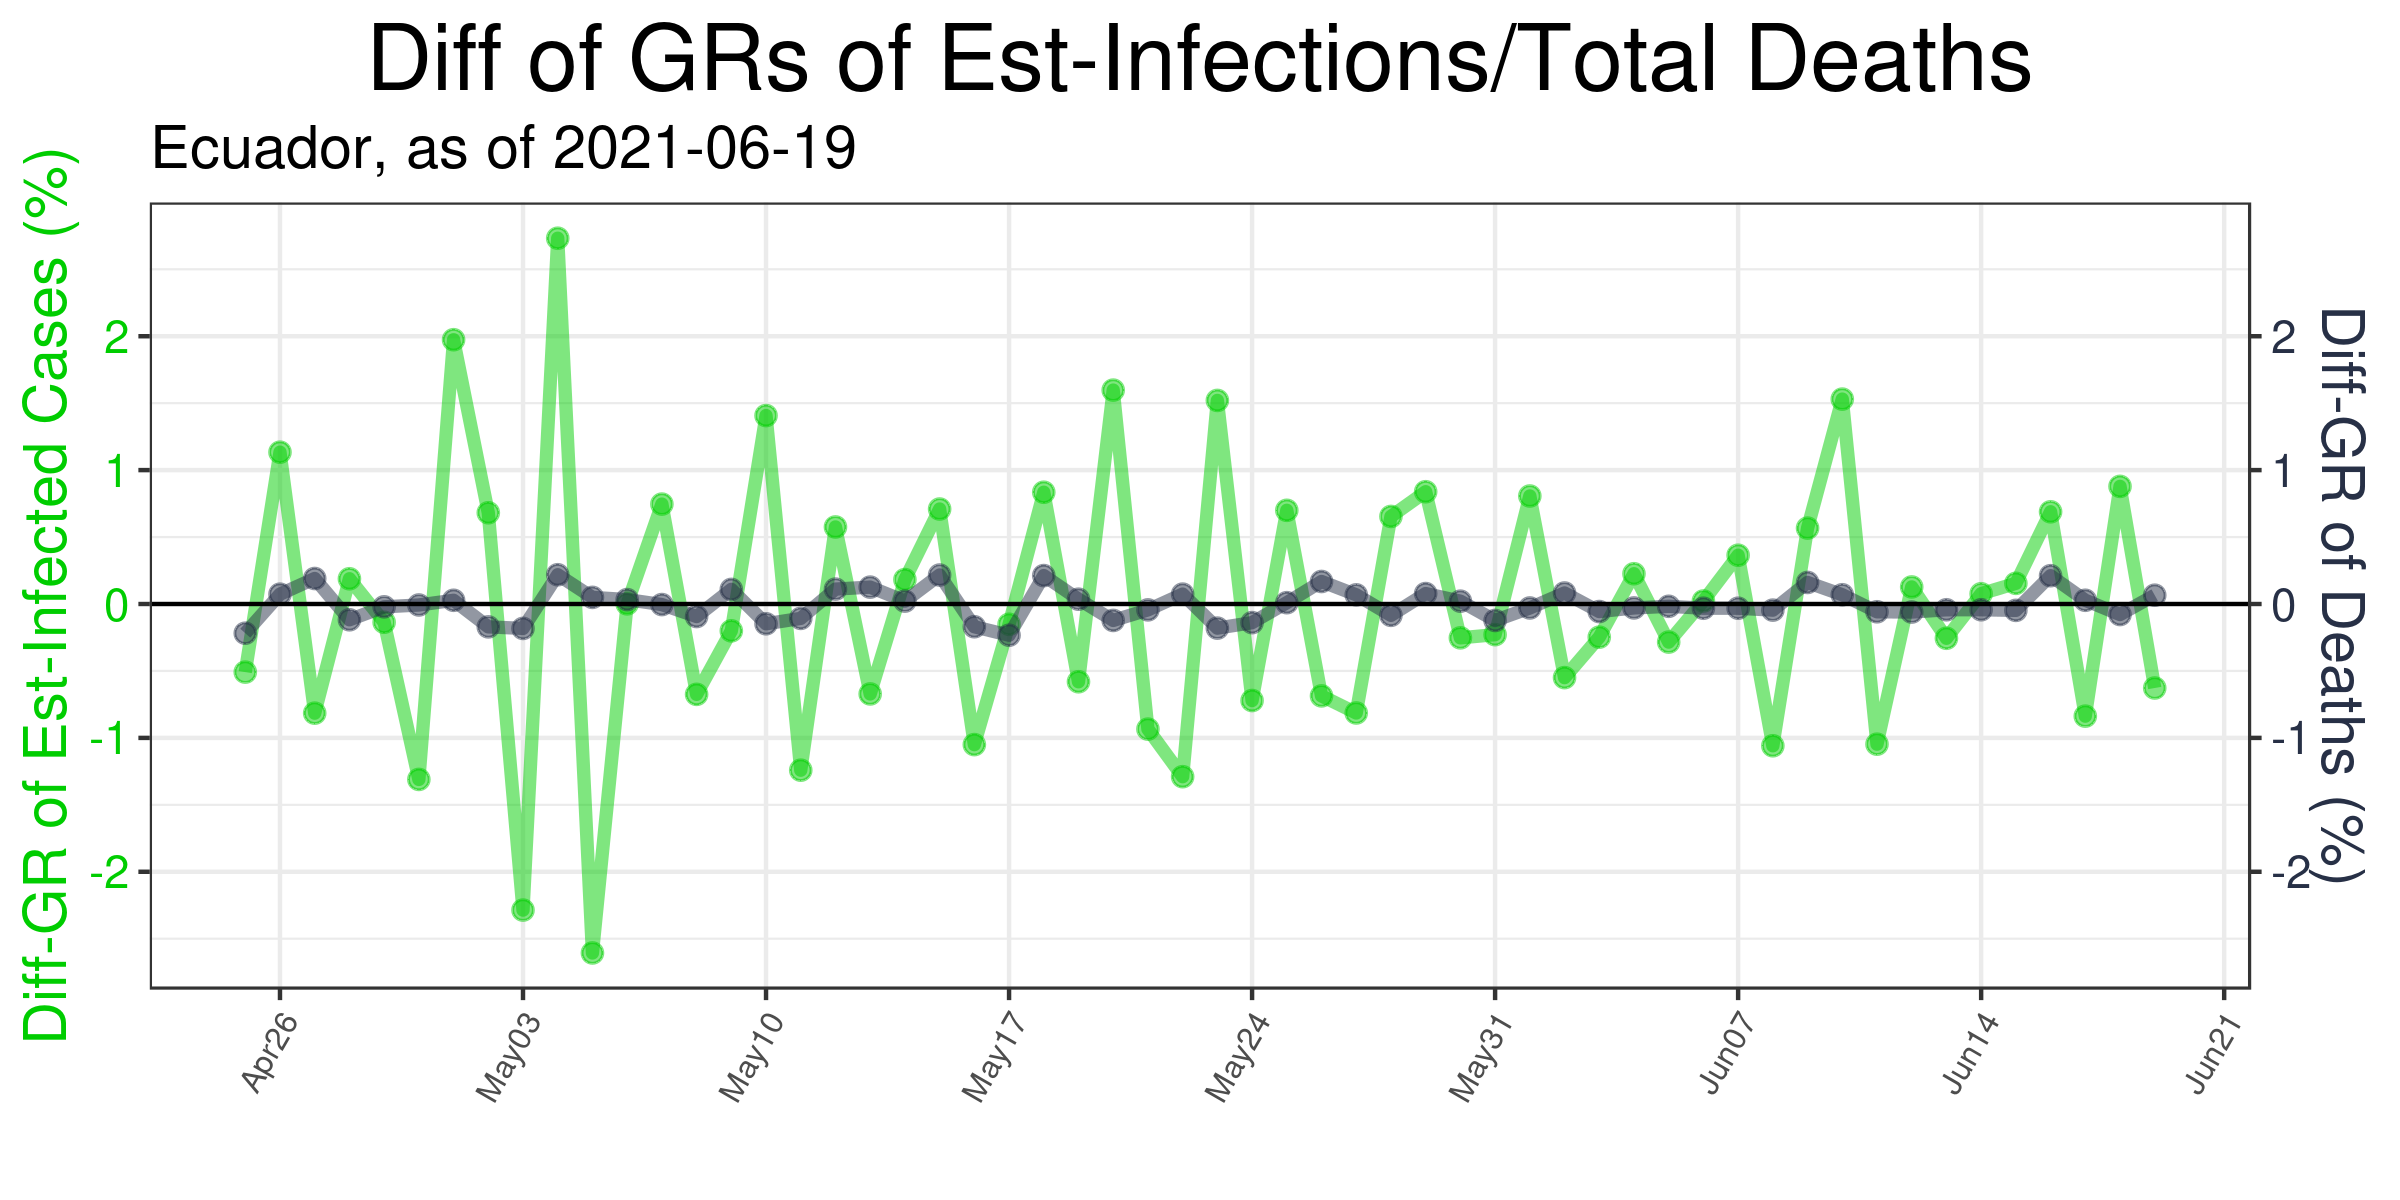 Diff of GRs of Est-Infections/Total Deaths
Ecuador, as of 2021-06-19
Diff-GR of Est-Infected Cases (%)
2
1
0
-1
-2
2
1
0
-1
-2
Diff-GR of Deaths (%)
Apr26
May03
May10
May17
May24
May31
Jun07
Jun14
Jun21